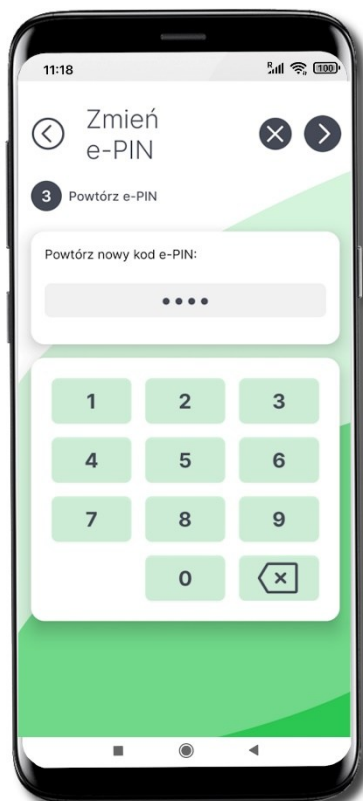 11:18
R
100
Zmień
e-PIN
3 Powtórz e-PIN
Powtórz nowy kod e-PIN:
••••
1 2 3
4 5 6
7 8 9
0